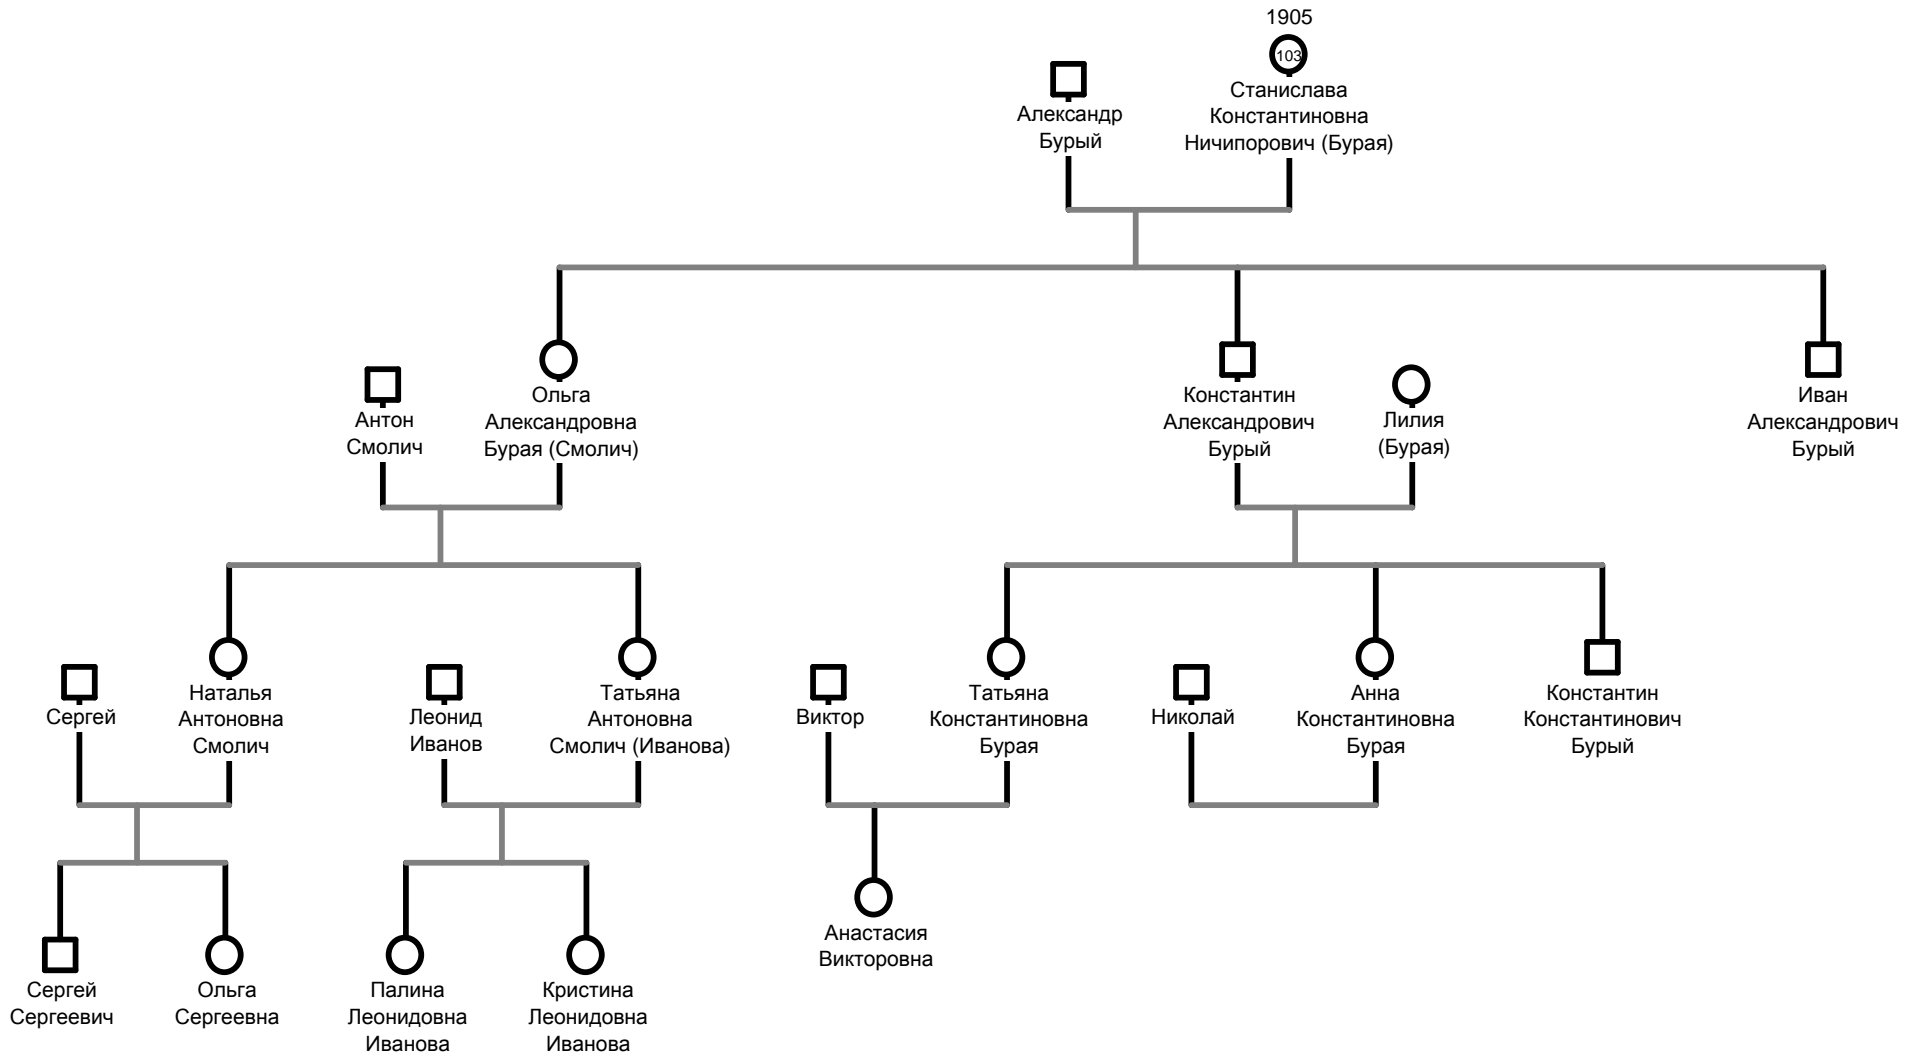 1905
103
Александр
Бурый
Станислава
Константиновна
Ничипорович (Бурая)
Антон
Смолич
Ольга
Александровна
Бурая (Смолич)
Константин
Александрович
Бурый
Лилия
(Бурая)
Иван
Александрович
Бурый
Сергей
Наталья
Антоновна
Смолич
Леонид
Иванов
Татьяна
Антоновна
Смолич (Иванова)
Виктор
Татьяна
Константиновна
Бурая
Николай
Анна
Константиновна
Бурая
Константин
Константинович
Бурый
Сергей
Сергеевич
Ольга
Сергеевна
Палина
Леонидовна
Иванова
Кристина
Леонидовна
Иванова
Анастасия
Викторовна